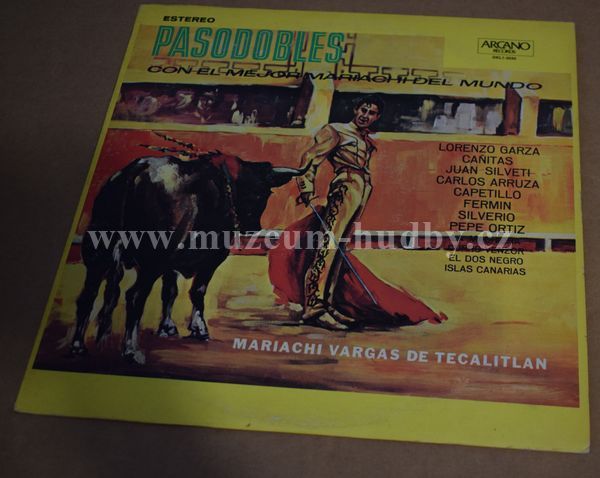 ESTEREO
PASODOBLES
ARCANO
RECORDS
CON EL MEJOR MARIACHI DEL MUNDO
LORENZO GARZA
CAÑITAS
JUAN SILVETI
CARLOS ARRUZA
CAPETILLO
FERMIN
SILVERIO
PEPE ORTIZ
www.muzeum-hudby.cz
VENZOR
EL DOS NEGRO
ISLAS CANARIAS
MARIACHI VARGAS DE TECALITLAN